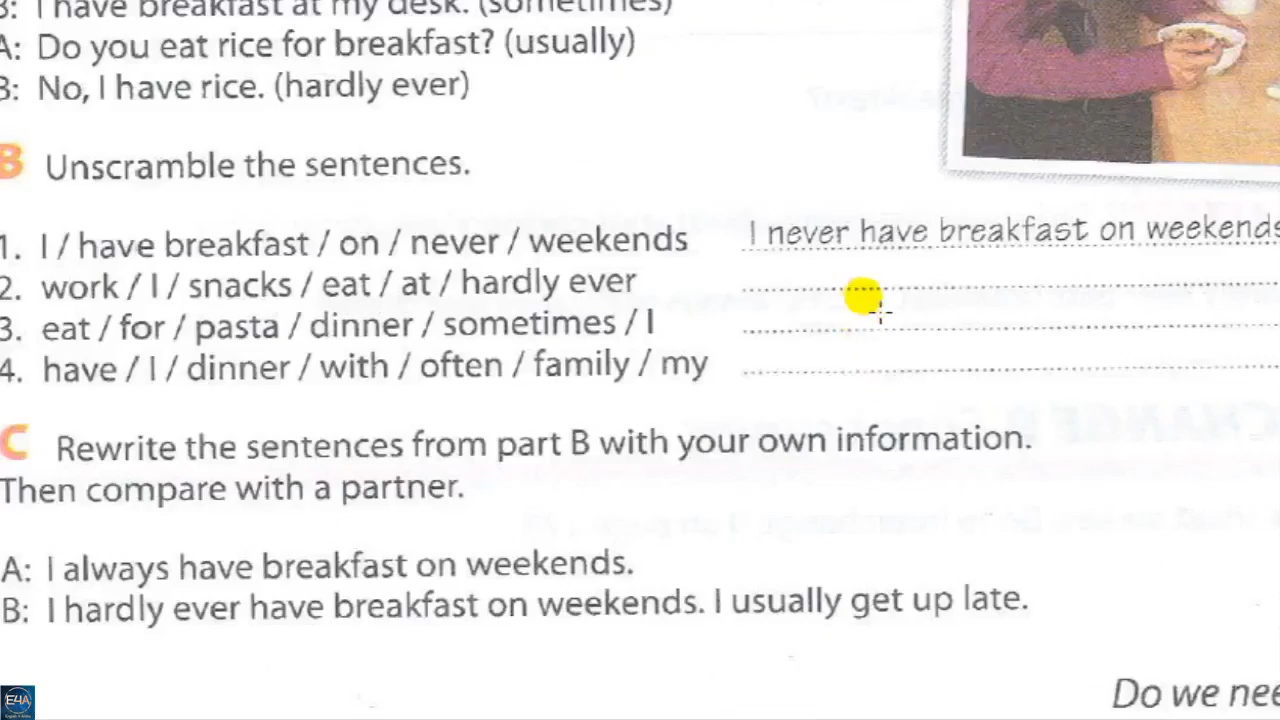 B: I have breakfast at my desk. (sometimes)
A: Do you eat rice for breakfast? (usually)
B: No, I have rice. (hardly ever)
B Unscramble the sentences.
1. I / have breakfast / on / never / weekends I never have breakfast on weekends
2. work / I / snacks / eat / at / hardly ever
3. eat / for / pasta / dinner / sometimes / I
4. have / I / dinner / with / often / family / my
C Rewrite the sentences from part B with your own information.
Then compare with a partner.
A: I always have breakfast on weekends.
B: I hardly ever have breakfast on weekends. I usually get up late.
Do we nee
E4A